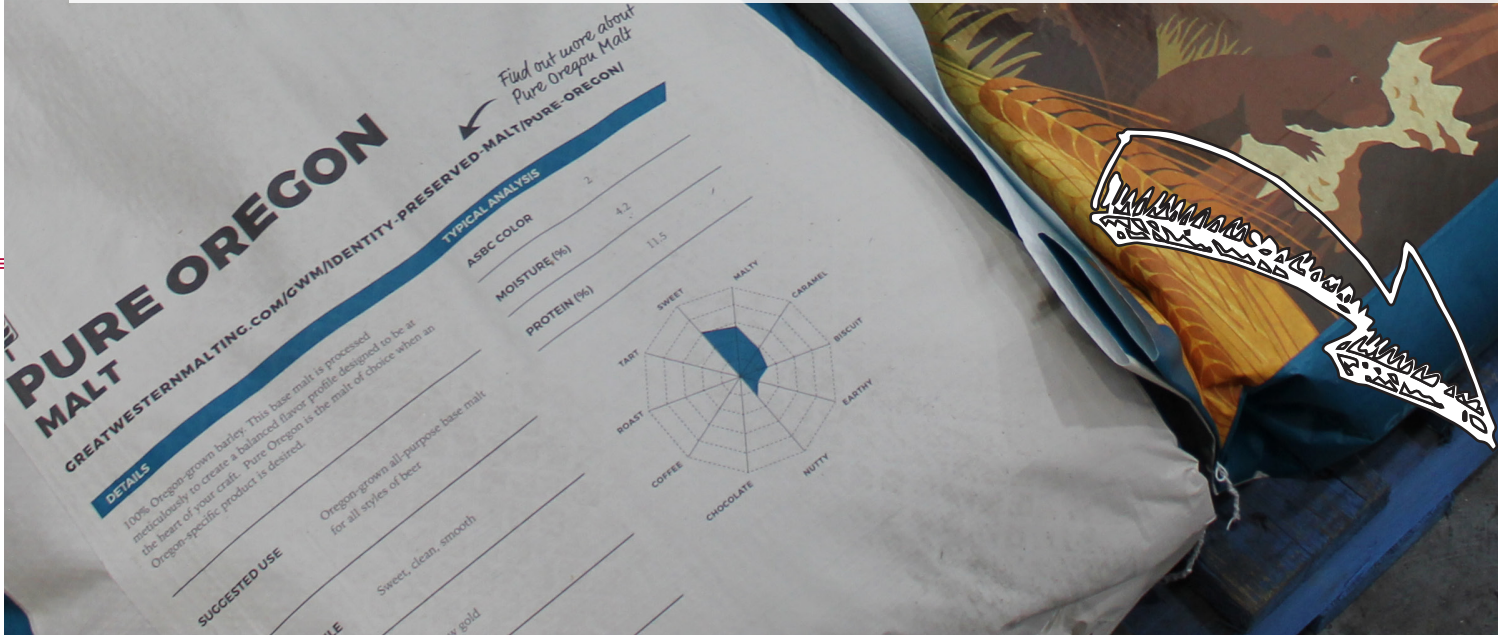 Find out more about
Pure Oregon Malt
PURE OREGON
MALT
GREATWESTERNMALTING.COM/GWM/IDENTITY-PRESERVED-MALT/PURE-OREGON/
DETAILS
100% Oregon-grown barley. This base malt is processed
meticulously to create a balanced flavor profile designed to be at
the heart of your craft. Pure Oregon is the malt of choice when an
Oregon-specific product is desired.
SUGGESTED USE
Oregon-grown all-purpose base malt
for all styles of beer
Sweet, clean, smooth
gold
TYPICAL ANALYSIS
ASBC COLOR 2
MOISTURE (%) 4.2
PROTEIN (%) 11.5
MALTY
CARAMEL
BISCUIT
EARTHY
NUTTY
CHOCOLATE
COFFEE
ROAST
TART
SWEET